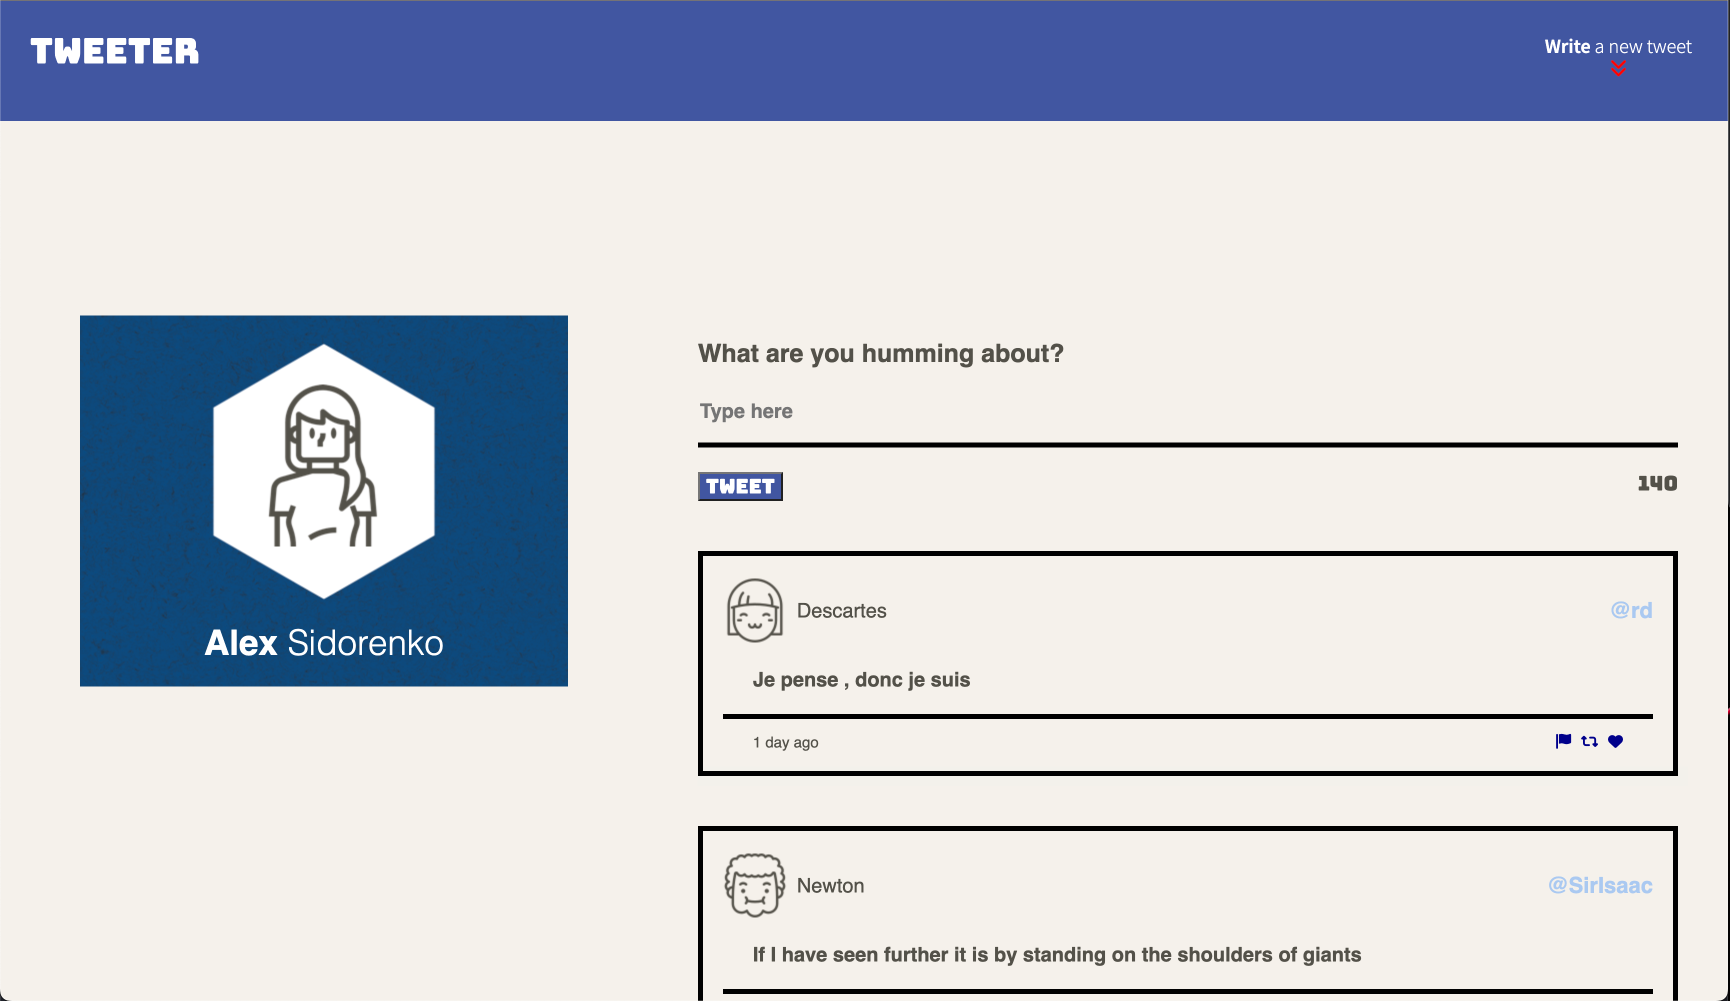 TWEETER
Write a new tweet
Alex Sidorenko
What are you humming about?
Type here
TWEET
140
Descartes
@rd
Je pense , donc je suis
1 day ago
Newton
@SirIsaac
If I have seen further it is by standing on the shoulders of giants